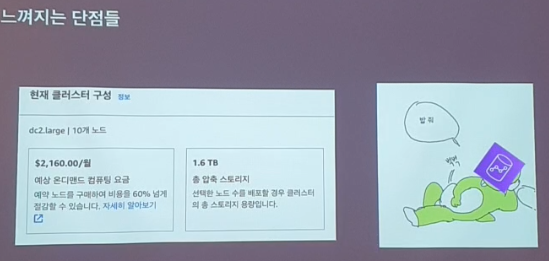 느껴지는 단점들
현재 클러스터 구성 정보
dc2.large | 10개 노드
$2,160.00/월
예상 온디맨드 컴퓨팅 요금
예약 노드를 구매하여 비용을 60% 넘게
절감할 수 있습니다. 자세히 알아보기
1.6 TB
총 압축 스토리지
선택한 노드 수를 배포할 경우 클러스터
의 총 스토리지 용량입니다.
밥 줘